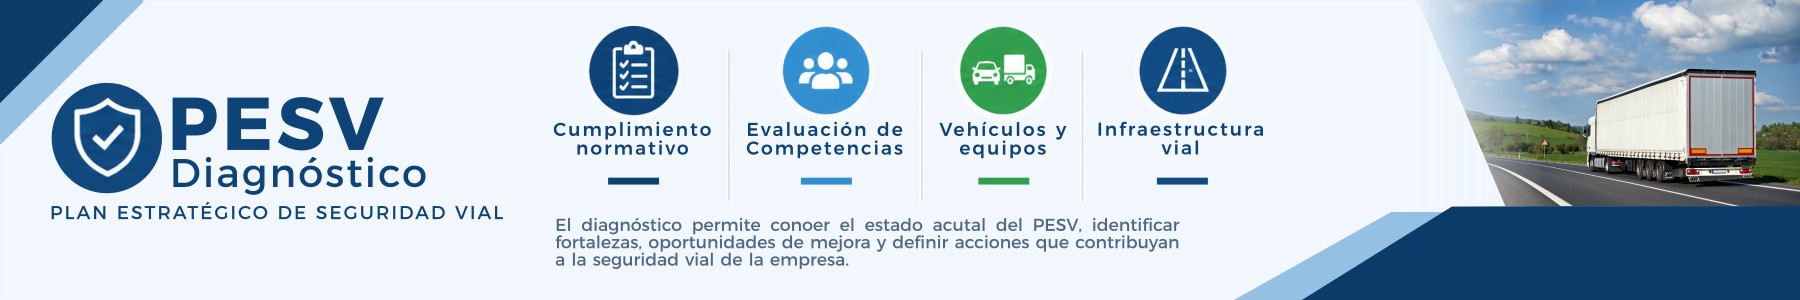 PESV
Diagnóstico
PLAN ESTRATÉGICO DE SEGURIDAD VIAL
Cumplimiento
normativo
Evaluación de
Competencias
Vehículos y
equipos
Infraestructura
vial
El diagnóstico permite conoer el estado acutal del PESV, identificar
fortalezas, oportunidades de mejora y definir acciones que contribuyan
a la seguridad vial de la empresa.